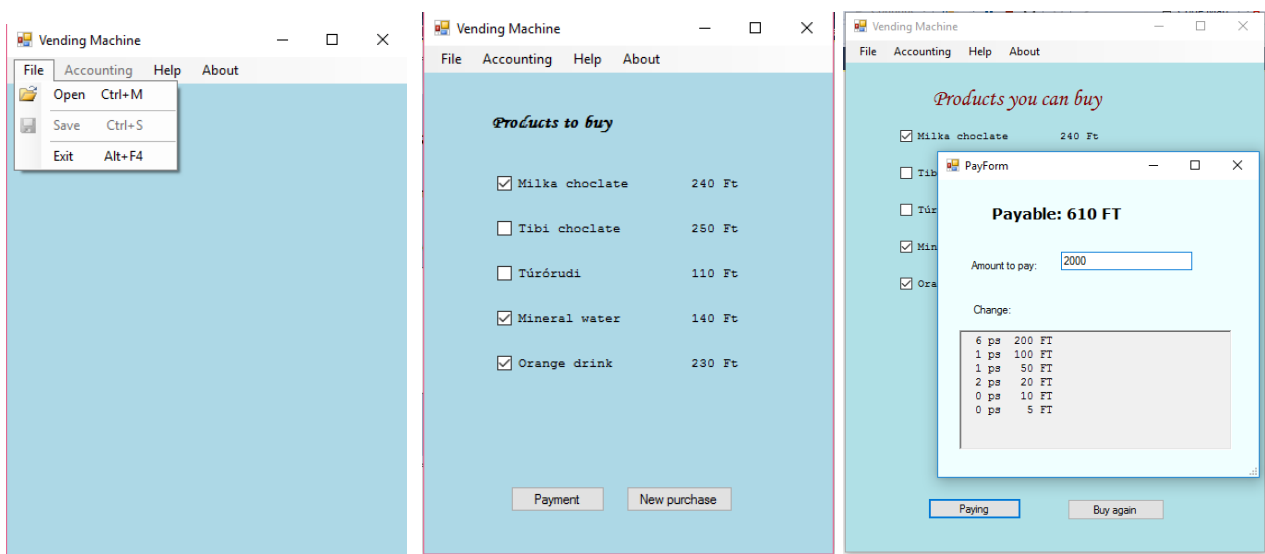 Vending Machine
File Accounting Help About
Open Ctrl+M
Save Ctrl+S
Exit Alt+F4
Vending Machine
File Accounting Help About
Products to buy
Milka choclate 240 Ft
Tibi choclate 250 Ft
Túrórudi 110 Ft
Mineral water 140 Ft
Orange drink 230 Ft
Payment New purchase
Vending Machine
File Accounting Help About
Products you can buy
Milka choclate 240 Ft
Tib
Túr
Min
Ora
PayForm
Payable: 610 FT
Amount to pay: 2000
Change:
6 ps 200 FT
1 ps 100 FT
1 ps 50 FT
2 ps 20 FT
0 ps 10 FT
0 ps 5 FT
Paying Buy again